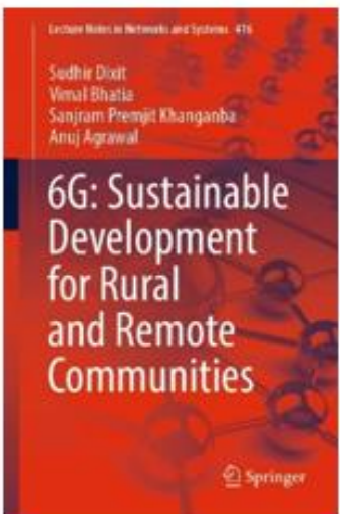 Lecture Notes in Networks and Systems 416
Sudhir Dixit
Vimal Bhatia
Sanjram Premjit Khanganba
Anuj Agrawal
6G: Sustainable
Development
for Rural
and Remote
Communities
Springer